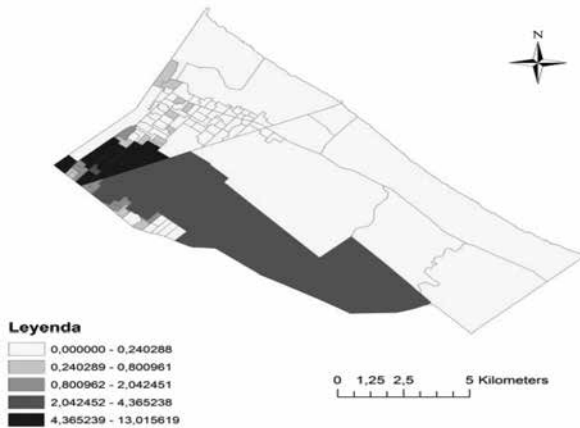 N
Leyenda
0,000000 - 0,240288
0,240289 - 0,800961
0,800962 - 2,042451
2,042452 - 4,365238
4,365239 - 13,015619
0 1,25 2,5 5 Kilometers